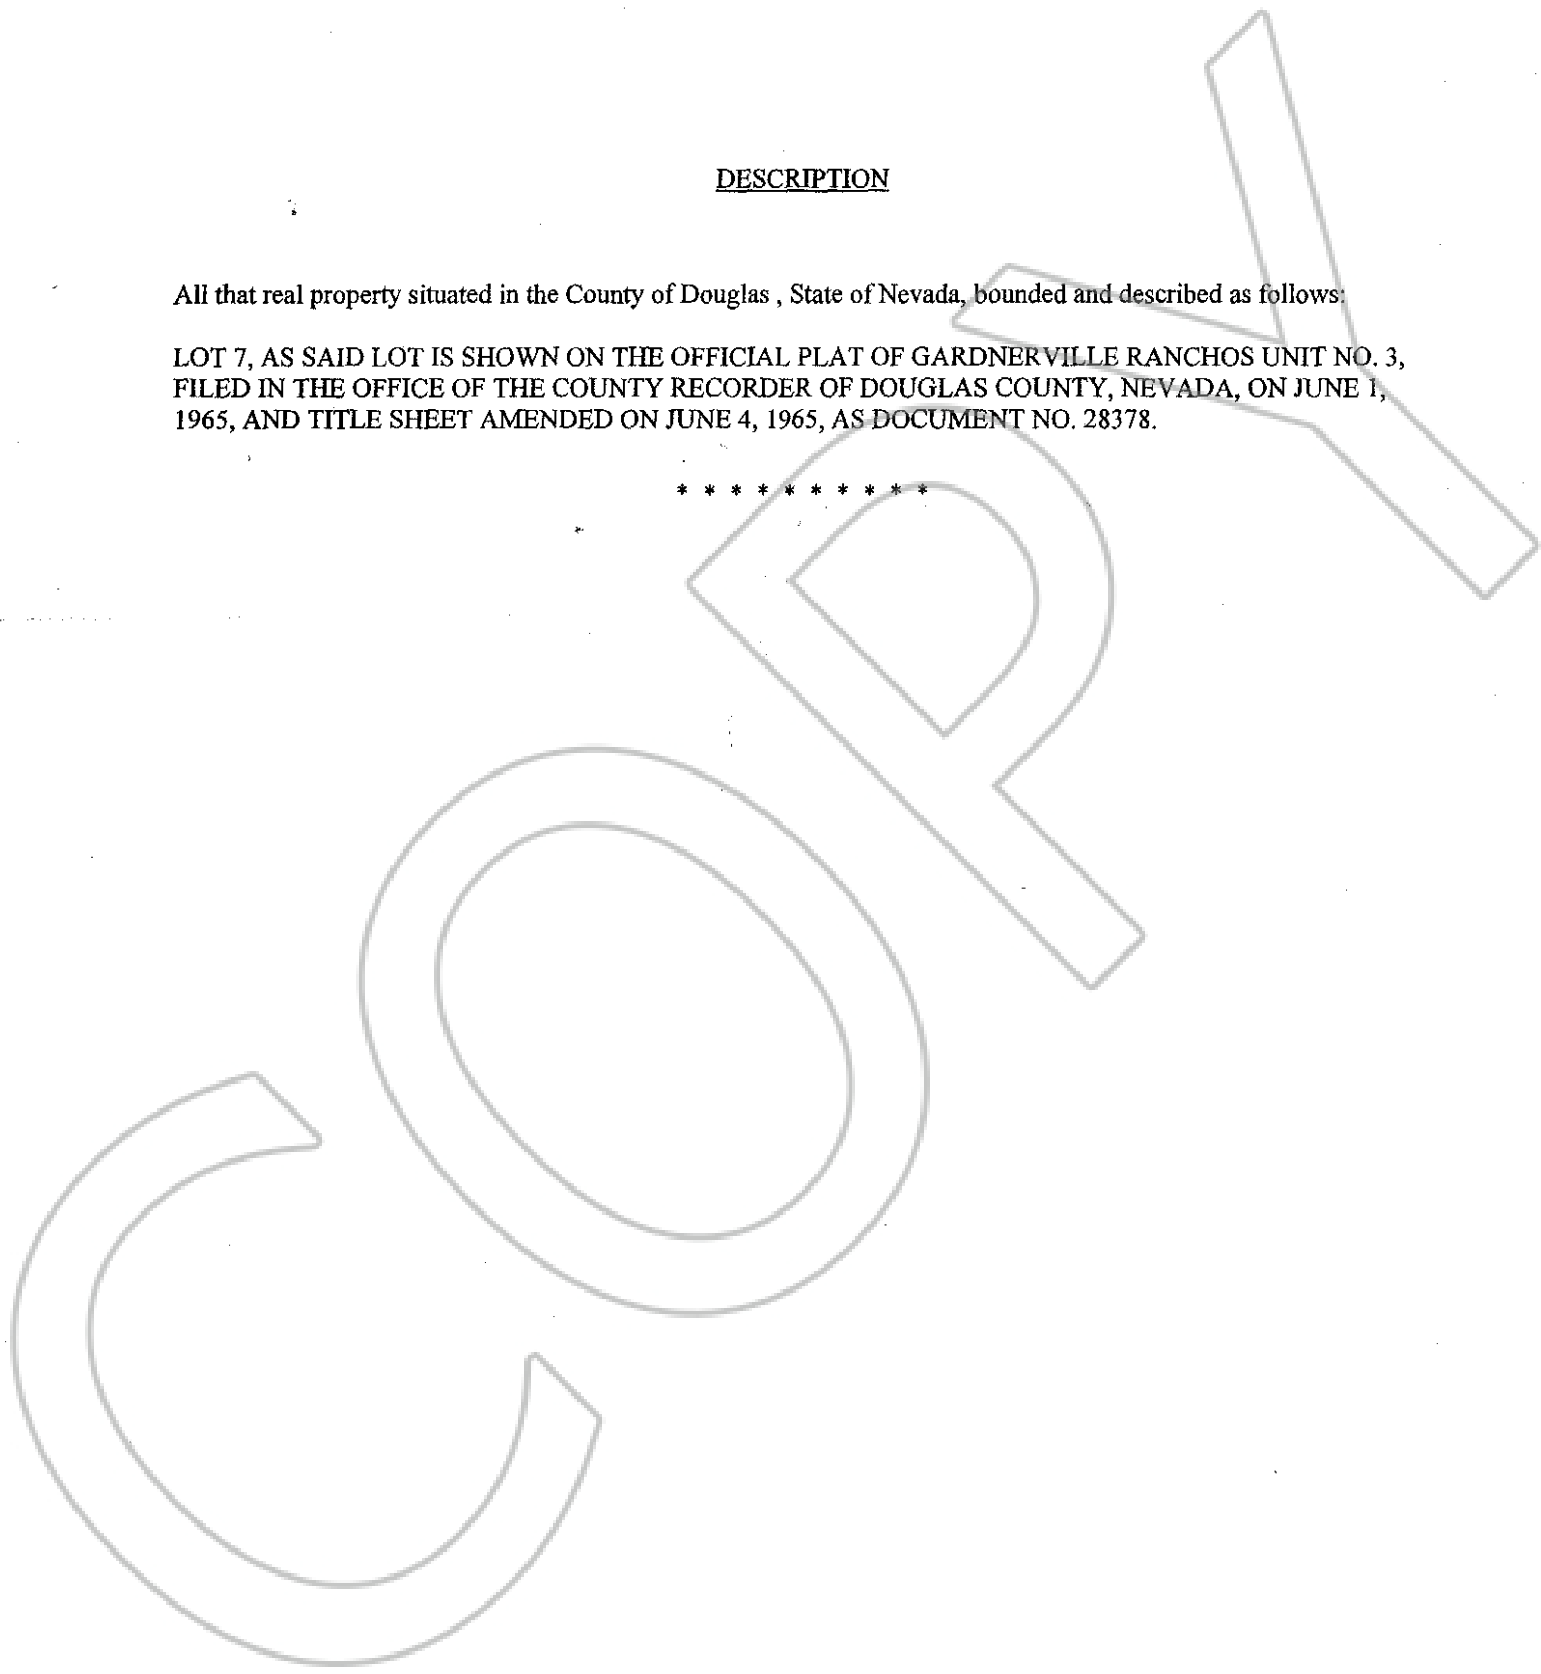 DESCRIPTION
All that real property situated in the County of Douglas , State of Nevada, bounded and described as follows:
LOT 7, AS SAID LOT IS SHOWN ON THE OFFICIAL PLAT OF GARDNERVILLE RANCHOS UNIT NO. 3,
FILED IN THE OFFICE OF THE COUNTY RECORDER OF DOUGLAS COUNTY, NEVADA, ON JUNE 1,
1965, AND TITLE SHEET AMENDED ON JUNE 4, 1965, AS DOCUMENT NO. 28378.
* * * * * * * * * *
COPY